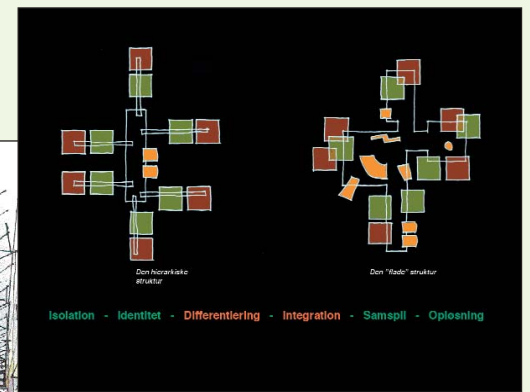 Den hierarkiske
struktur
Den "flade" struktur
Isolation - Identitet - Differentiering - Integration - Samspil - Opløsning